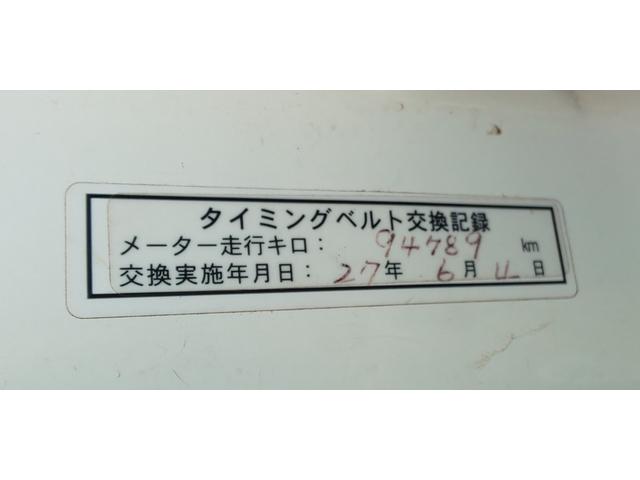 タイミングベルト交換記録
メーター走行キロ： 94789 km
交換実施年月日： 27年 6月 4日